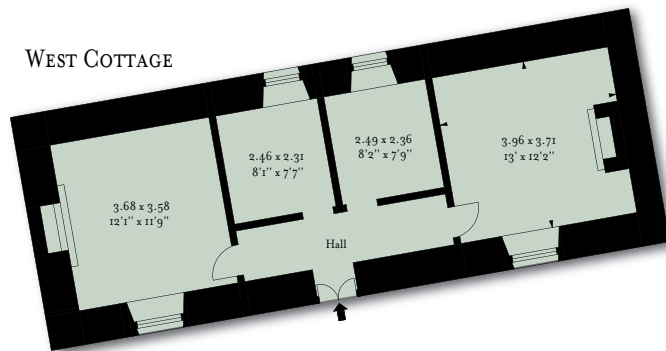 West Cottage
3.68 x 3.58
12'1'' x 11'9''
2.46 x 2.31
8'1'' x 7'7''
2.49 x 2.36
8'2'' x 7'9''
3.96 x 3.71
13' x 12'2''
Hall